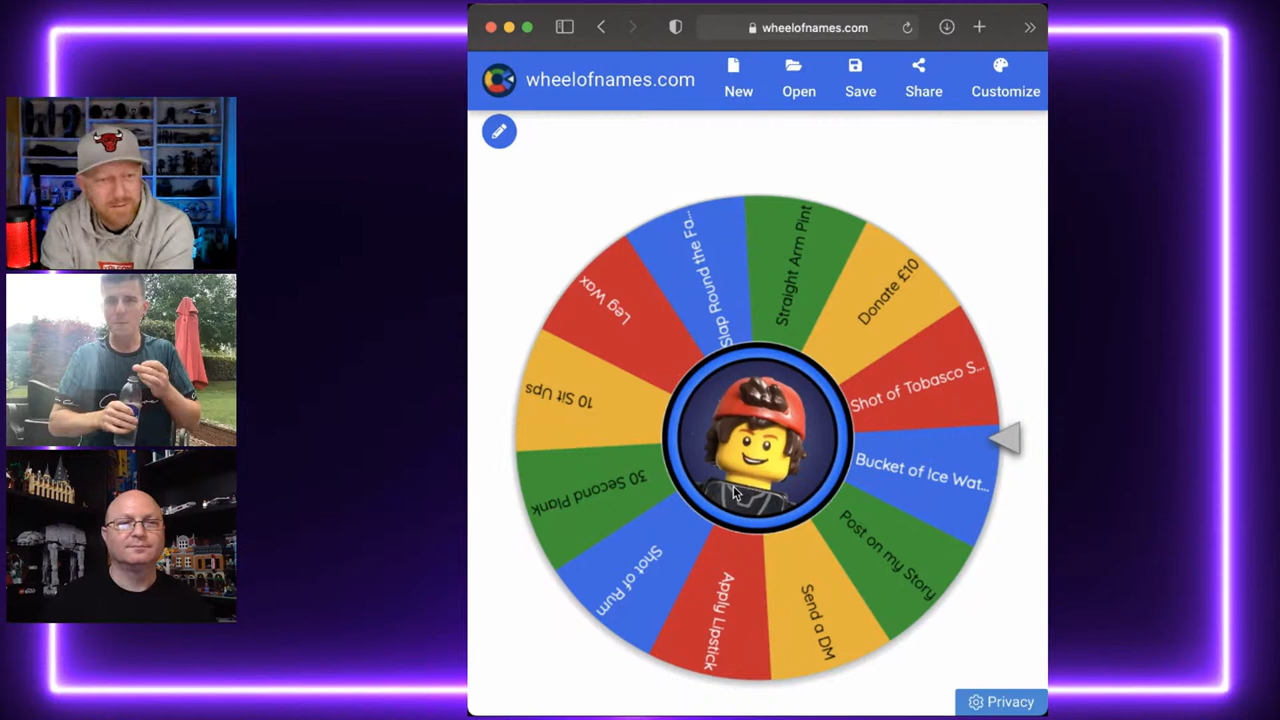 wheelofnames.com
wheelofnames.com
New
Open
Save
Share
Customize
Slap Round the Fa...
Straight Arm Pint
Donate £10
Shot of Tobasco S...
Bucket of Ice Wat...
Post on my Story
Send a DM
Apply Lipstick
Shot of Rum
30 Second Plank
10 Sit Ups
Leg Wax
Privacy